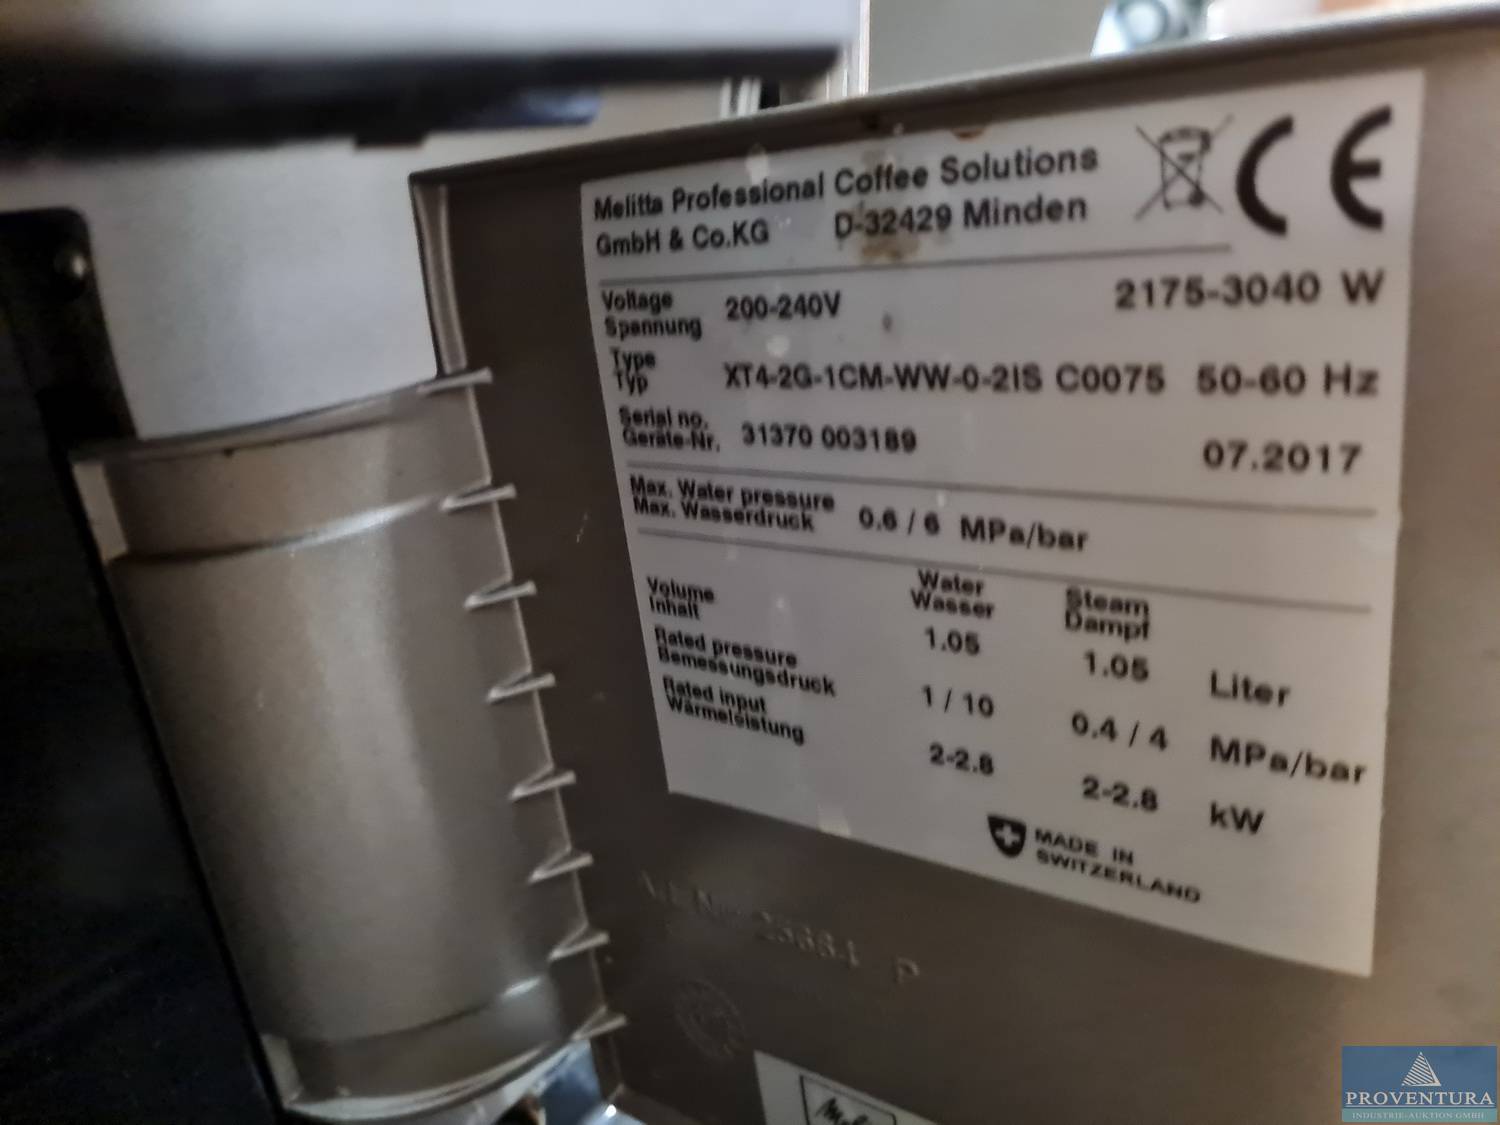 Melitta Professional Coffee Solutions
GmbH & Co.KG D-32429 Minden
CE
Voltage
Spannung 200-240V 2175-3040 W
Type
Typ XT4-2G-1CM-WW-0-2IS C0075 50-60 Hz
Serial no.
Geräte-Nr. 31370 003189 07.2017
Max. Water pressure
Max. Wasserdruck 0.6 / 6 MPa/bar
Water Steam
Wasser Dampf
Volume
Inhalt 1.05 1.05 Liter
Rated pressure
Bemessungsdruck 1 / 10 0.4 / 4 MPa/bar
Rated input
Wärmeleistung 2-2.8 2-2.8 kW
MADE IN
SWITZERLAND
PROVENTURA
INDUSTRIE-AUKTION GMBH